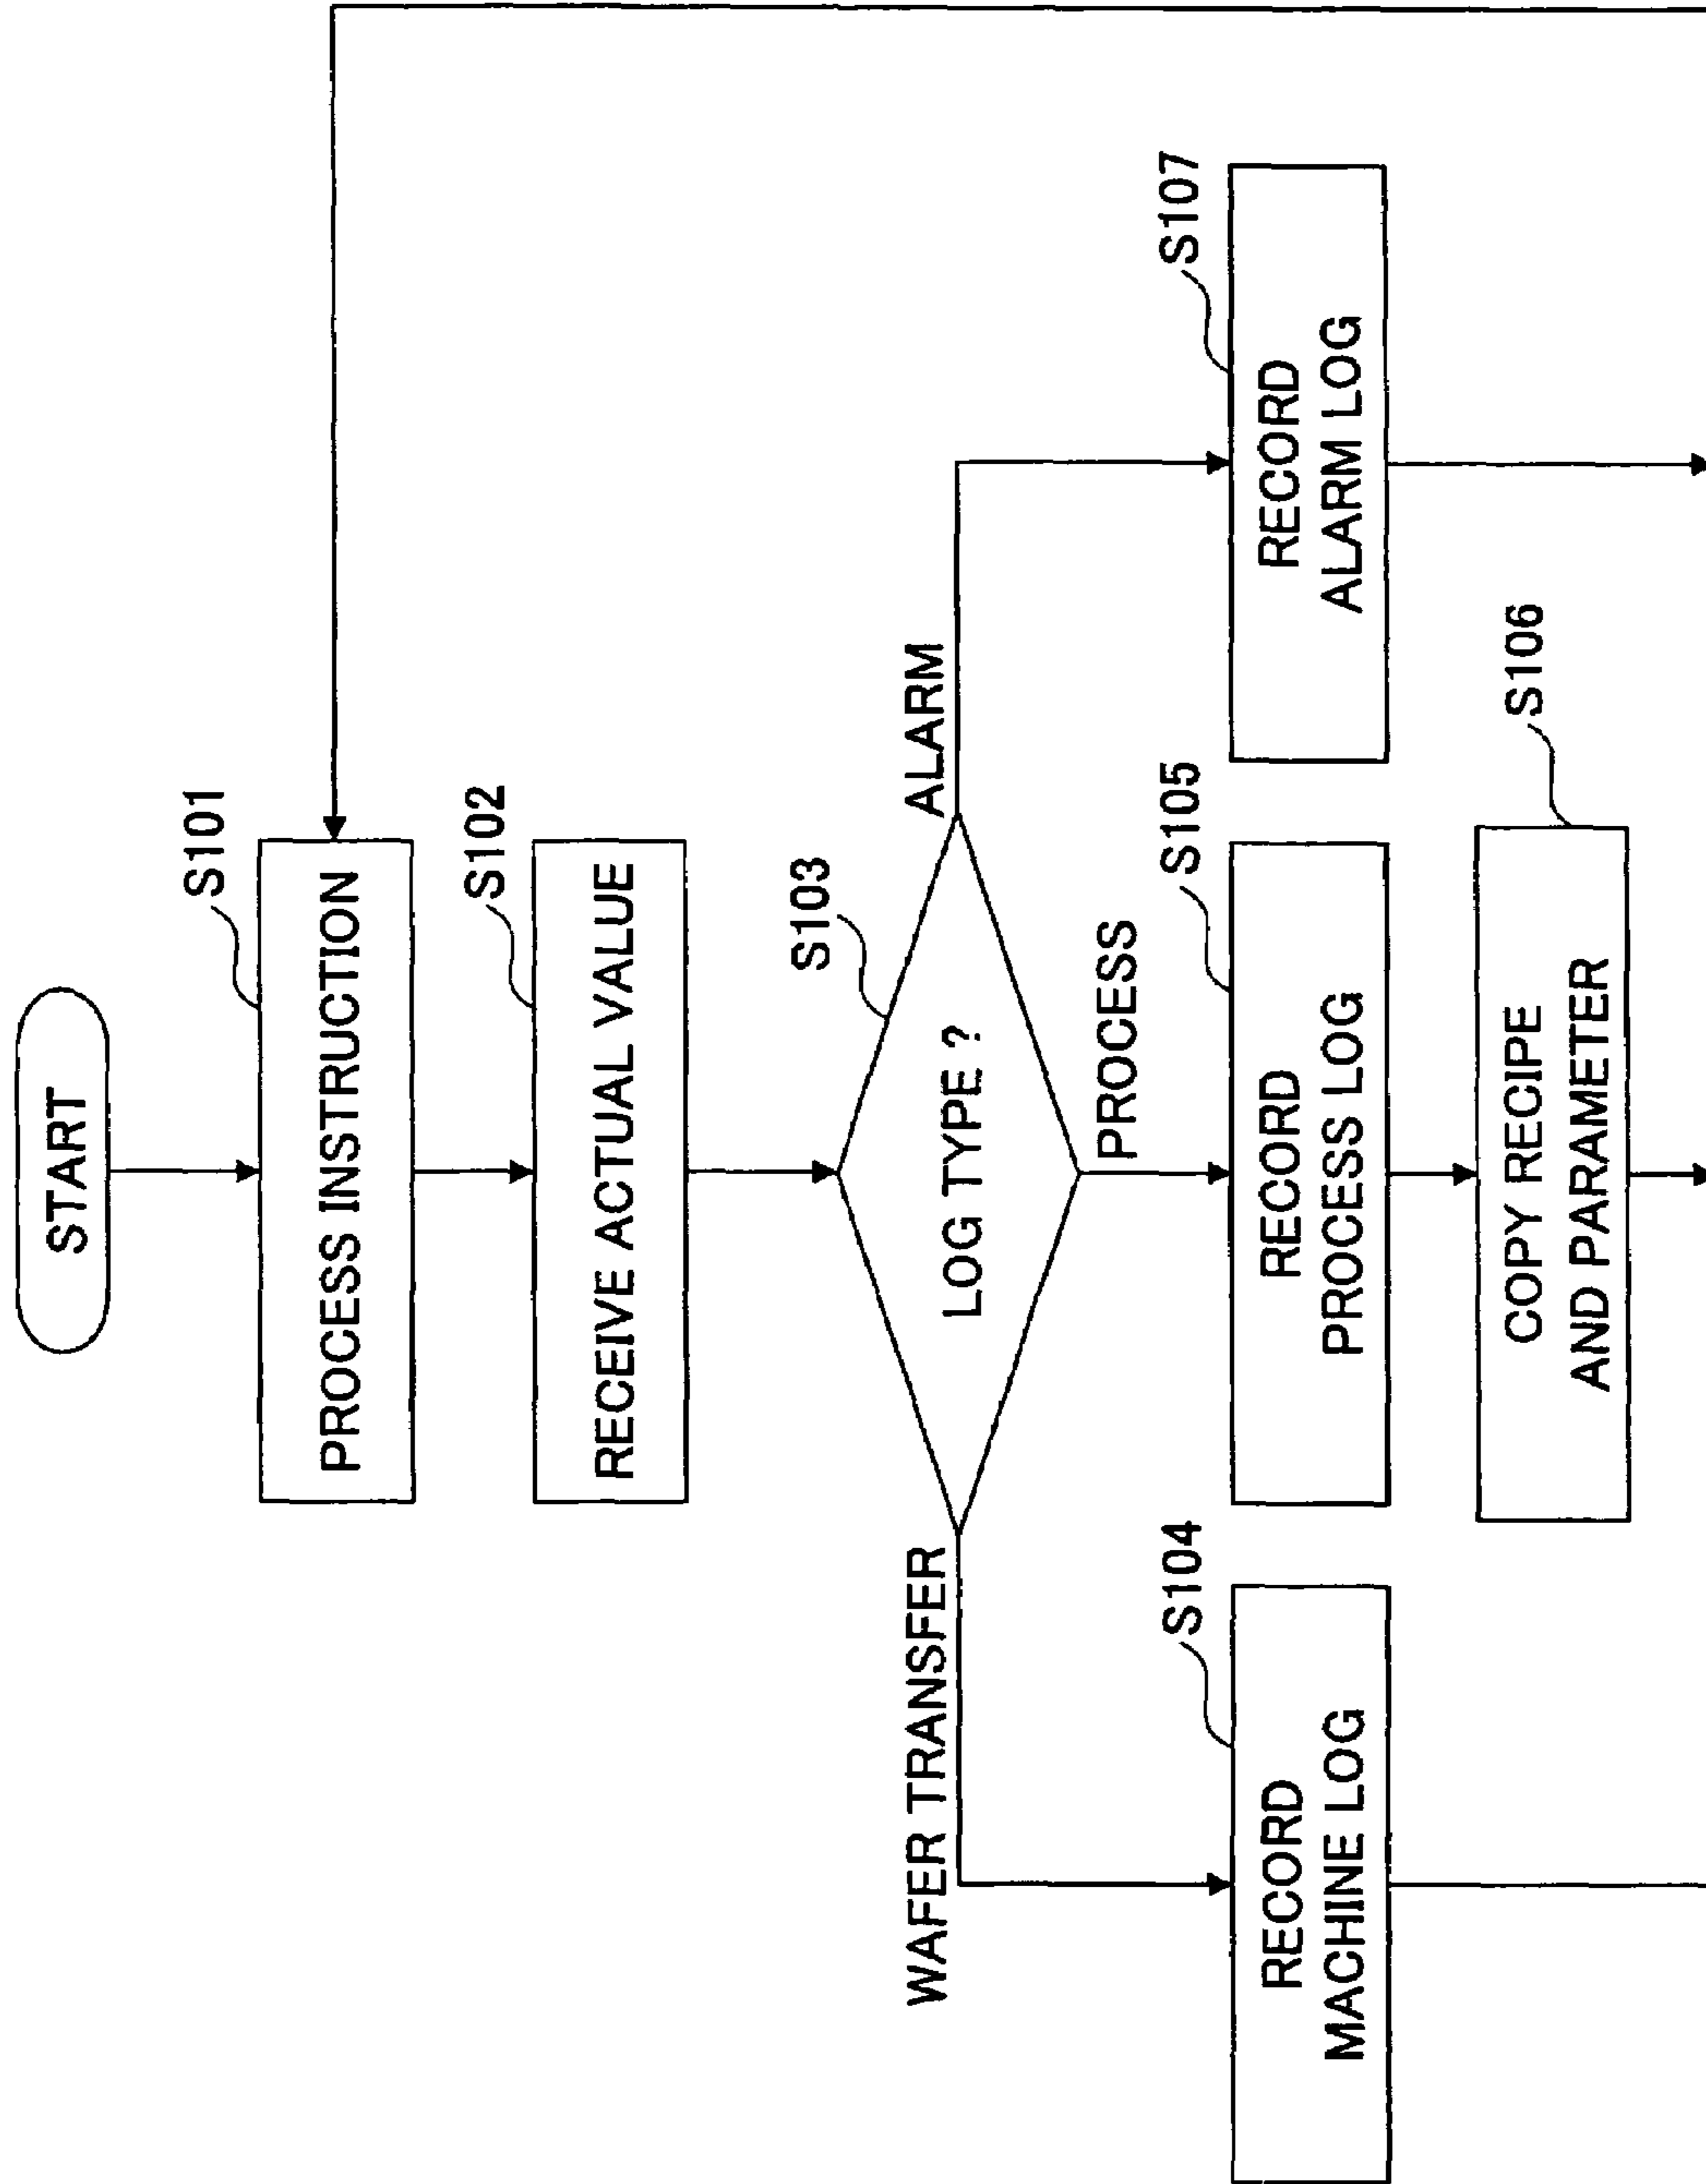 START
S101
PROCESS INSTRUCTION
S102
RECEIVE ACTUAL VALUE
S103
LOG TYPE ?
WAFER TRANSFER
ALARM
PROCESS
S104
RECORD
MACHINE LOG
S105
RECORD
PROCESS LOG
S107
RECORD
ALARM LOG
S106
COPY RECIPE
AND PARAMETER